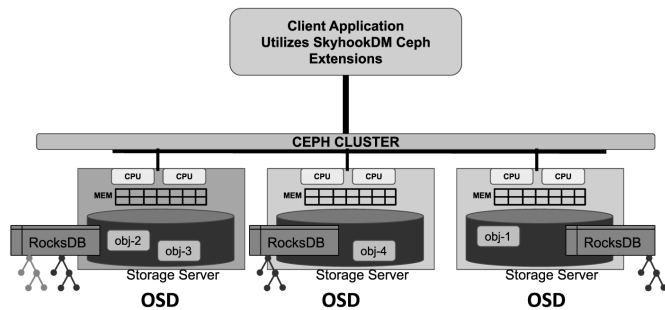 Client Application
Utilizes SkyhookDM Ceph
Extensions
CEPH CLUSTER
CPU CPU
MEM
RocksDB
obj-2
obj-3
Storage Server
OSD
CPU CPU
MEM
RocksDB
obj-4
Storage Server
OSD
CPU CPU
MEM
obj-1
RocksDB
Storage Server
OSD